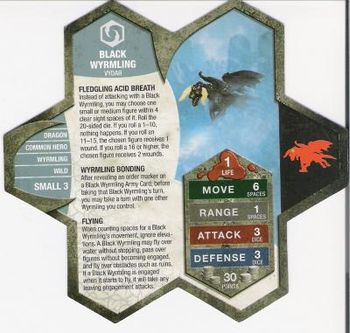 BLACK
WYRMLING
VYDAR
FLEDGLING ACID BREATH
Instead of attacking with a Black
Wyrmling, you may choose one
small or medium figure within 4
clear sight spaces of it. Roll the
20-sided die. If you roll a 1-10,
nothing happens. If you roll an
11-15, the chosen figure receives 1
wound. If you roll a 16 or higher, the
chosen figure receives 2 wounds.
WYRMLING BONDING
After revealing an order marker on
a Black Wyrmling Army Card, before
taking that Black Wyrmling's turn,
you may take a turn with one other
Wyrmling you control.
FLYING
When counting spaces for a Black
Wyrmling's movement, ignore eleva-
tions. A Black Wyrmling may fly over
water without stopping, pass over
figures without becoming engaged,
and fly over obstacles such as ruins.
If a Black Wyrmling is engaged
when it starts to fly, it will take any
leaving engagement attacks.
DRAGON
COMMON HERO
WYRMLING
WILD
SMALL 3
1
LIFE
MOVE 6
SPACES
RANGE 1
SPACES
ATTACK 3
DICE
DEFENSE 3
DICE
30
POINTS